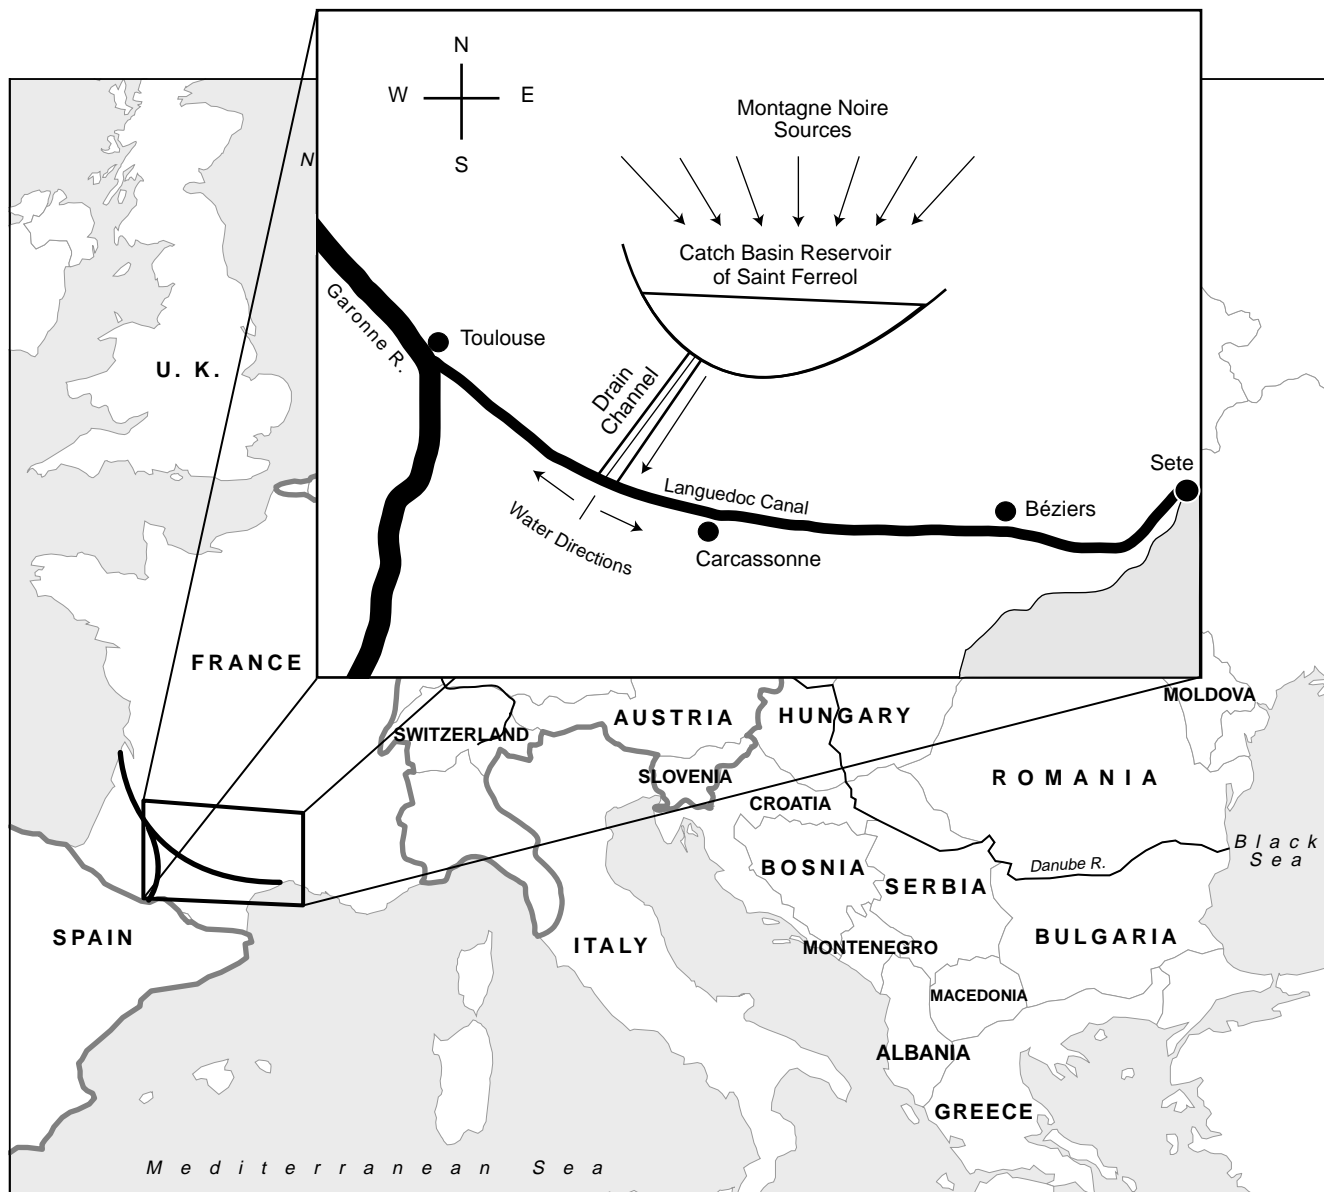 N
W E
S
Montagne Noire
Sources
Catch Basin Reservoir
of Saint Ferreol
Garonne R.
Toulouse
Drain
Channel
Languedoc Canal
Water Directions
Carcassonne
Béziers
Sete
N
U. K.
FRANCE
SWITZERLAND
AUSTRIA
HUNGARY
MOLDOVA
SLOVENIA
CROATIA
ROMANIA
Black
Sea
BOSNIA
SERBIA
Danube R.
SPAIN
ITALY
MONTENEGRO
BULGARIA
MACEDONIA
ALBANIA
GREECE
Mediterranean Sea